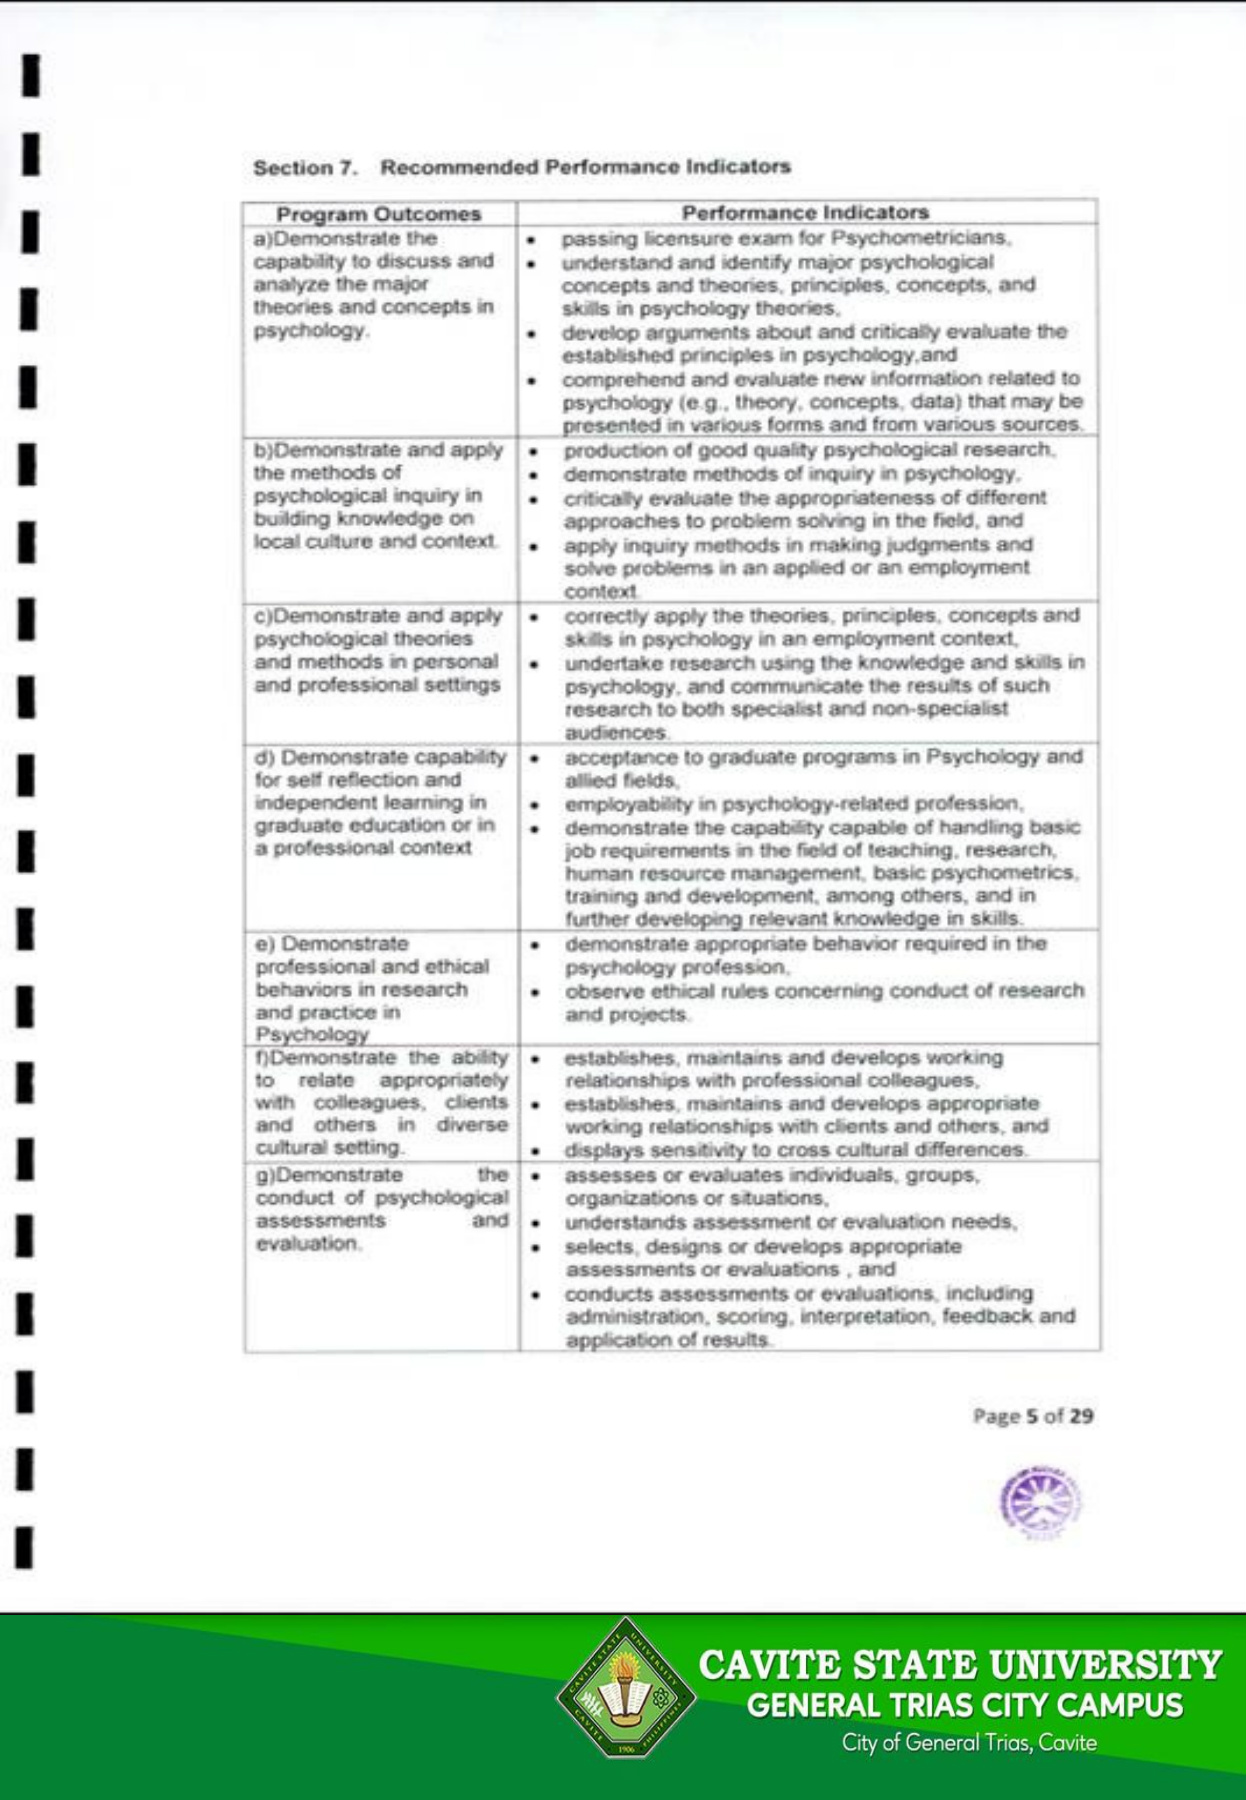 Section 7. Recommended Performance Indicators
Program Outcomes
Performance Indicators
a)Demonstrate the
capability to discuss and
analyze the major
theories and concepts in
psychology.
• passing licensure exam for Psychometricians,
• understand and identify major psychological
concepts and theories, principles, concepts, and
skills in psychology theories,
• develop arguments about and critically evaluate the
established principles in psychology,and
• comprehend and evaluate new information related to
psychology (e.g., theory, concepts, data) that may be
presented in various forms and from various sources.
b)Demonstrate and apply
the methods of
psychological inquiry in
building knowledge on
local culture and context.
• production of good quality psychological research,
• demonstrate methods of inquiry in psychology,
• critically evaluate the appropriateness of different
approaches to problem solving in the field, and
• apply inquiry methods in making judgments and
solve problems in an applied or an employment
context.
c)Demonstrate and apply
psychological theories
and methods in personal
and professional settings
• correctly apply the theories, principles, concepts and
skills in psychology in an employment context,
• undertake research using the knowledge and skills in
psychology, and communicate the results of such
research to both specialist and non-specialist
audiences.
d) Demonstrate capability
for self reflection and
independent learning in
graduate education or in
a professional context
• acceptance to graduate programs in Psychology and
allied fields,
• employability in psychology-related profession,
• demonstrate the capability capable of handling basic
job requirements in the field of teaching, research,
human resource management, basic psychometrics,
training and development, among others, and in
further developing relevant knowledge in skills.
e) Demonstrate
professional and ethical
behaviors in research
and practice in
Psychology
• demonstrate appropriate behavior required in the
psychology profession,
• observe ethical rules concerning conduct of research
and projects.
f)Demonstrate the ability
to relate appropriately
with colleagues, clients
and others in diverse
cultural setting.
• establishes, maintains and develops working
relationships with professional colleagues,
• establishes, maintains and develops appropriate
working relationships with clients and others, and
• displays sensitivity to cross cultural differences.
g)Demonstrate the
conduct of psychological
assessments and
evaluation.
• assesses or evaluates individuals, groups,
organizations or situations,
• understands assessment or evaluation needs,
• selects, designs or develops appropriate
assessments or evaluations , and
• conducts assessments or evaluations, including
administration, scoring, interpretation, feedback and
application of results.
Page 5 of 29
CAVITE STATE UNIVERSITY
CAVITE
PHILIPPINES
1906
CAVITE STATE UNIVERSITY
GENERAL TRIAS CITY CAMPUS
City of General Trias, Cavite